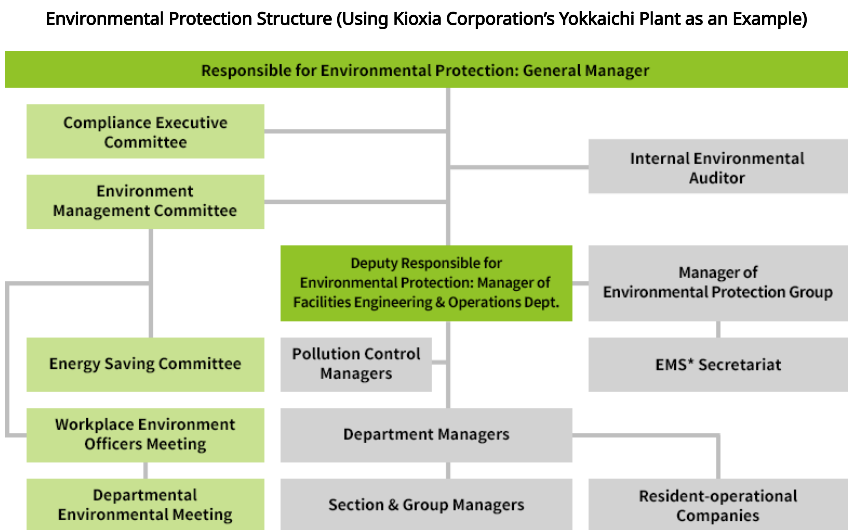 Environmental Protection Structure (Using Kioxia Corporation’s Yokkaichi Plant as an Example)
Responsible for Environmental Protection: General Manager
Compliance Executive
Committee
Internal Environmental
Auditor
Environment
Management Committee
Deputy Responsible for
Environmental Protection: Manager of
Facilities Engineering & Operations Dept.
Manager of
Environmental Protection Group
Energy Saving Committee
Pollution Control
Managers
EMS* Secretariat
Workplace Environment
Officers Meeting
Department Managers
Departmental
Environmental Meeting
Section & Group Managers
Resident-operational
Companies